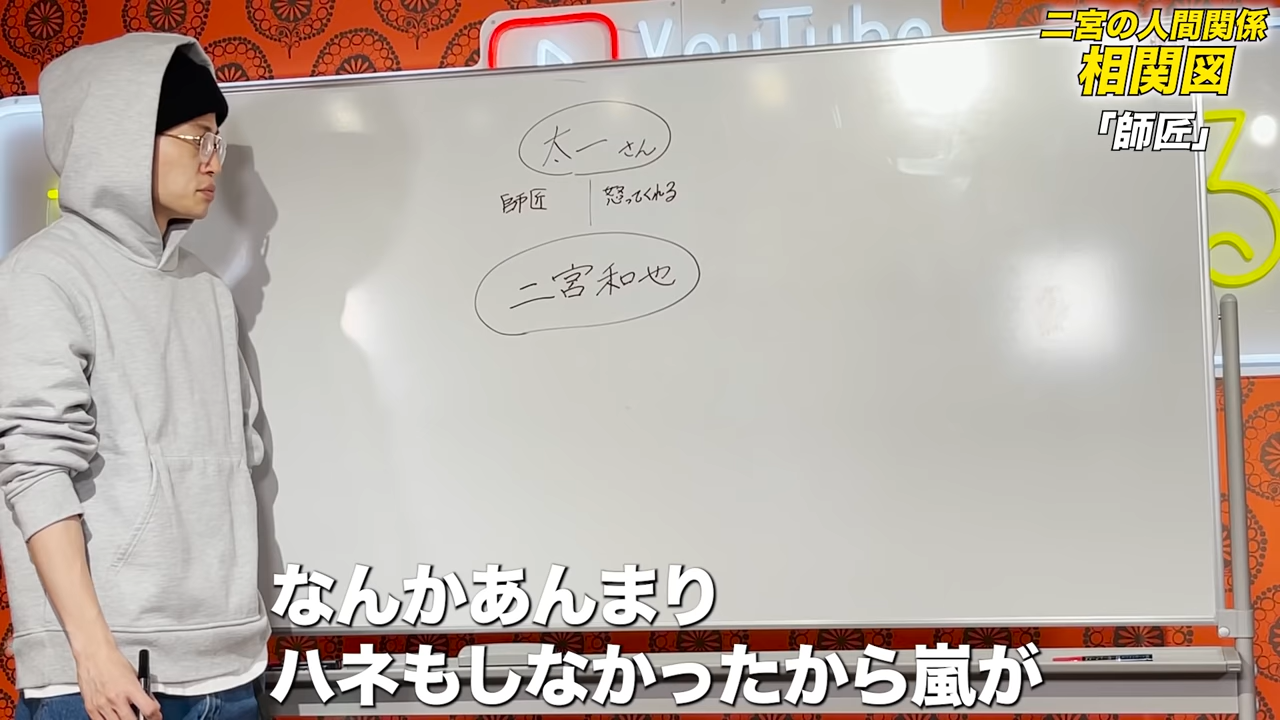 YouTube
二宮の人間関係
相関図
「師匠」
太一さん
師匠 怒ってくれる
二宮和也
る
なんかあんまり
ハネもしなかったから嵐が